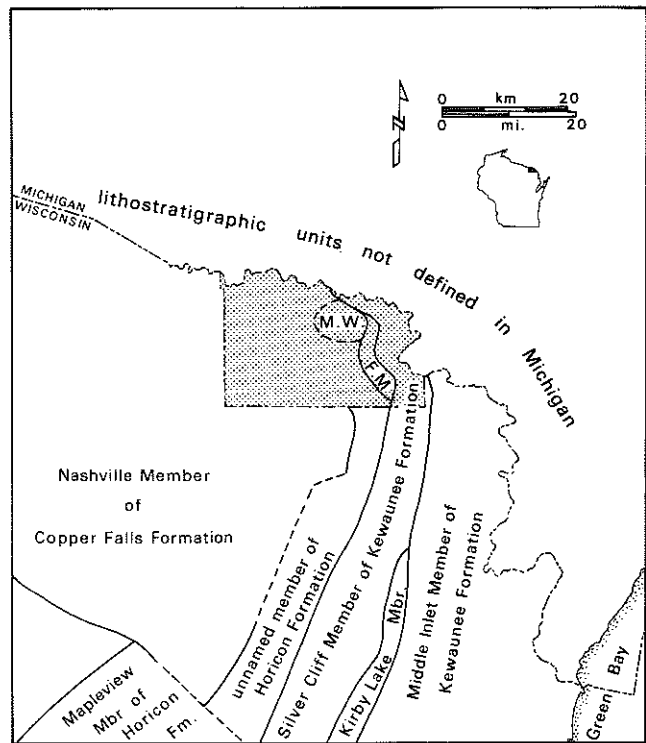 0 km 20
0 mi. 20
N
MICHIGAN
WISCONSIN
lithostratigraphic units not defined in Michigan
M.W.
F.M.
Nashville Member
of
Copper Falls Formation
unnamed member of
Horicon Formation
Silver Cliff Member of Kewaunee Formation
Kirby Lake Mbr.
Middle Inlet Member of
Kewaunee Formation
Mapleview
Mbr of
Horicon
Fm.
Green Bay